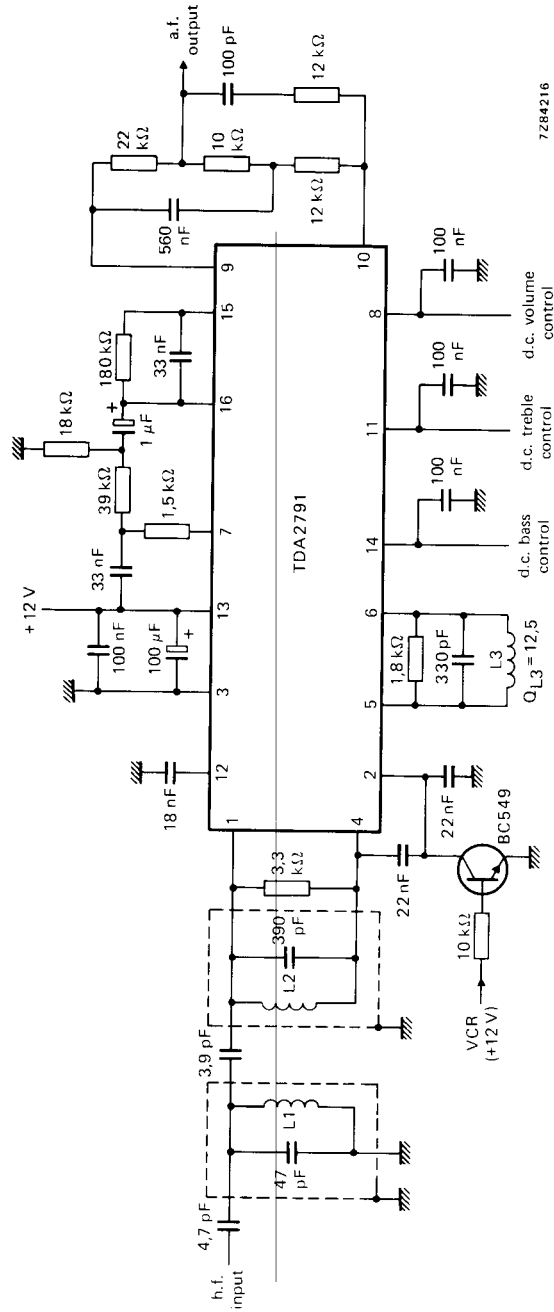 h.f.
input
4,7 pF
47
pF
L1
3,9 pF
L2
390
pF
3,3
kΩ
1
4
18 nF
12
22 nF
VCR
(+12 V)
10 kΩ
BC549
22 nF
2
3
100 nF
100 µF
+
+12 V
13
33 nF
1,5 kΩ
7
39 kΩ
18 kΩ
1 µF
+
180 kΩ
33 nF
16
15
TDA2791
5
6
1,8 kΩ
330 pF
L3
QL3 = 12,5
14
100
nF
d.c. bass
control
11
100
nF
d.c. treble
control
8
100
nF
d.c. volume
control
9
10
560
nF
22
kΩ
10
kΩ
12 kΩ
100 pF
12 kΩ
a.f.
output
7Z84216